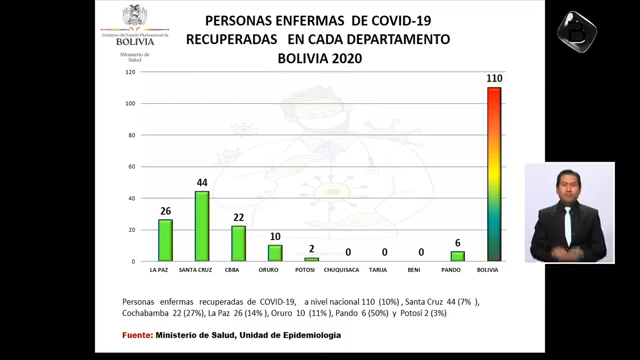 Gobierno del Estado Plurinacional de
BOLIVIA
Ministerio de
Salud
PERSONAS ENFERMAS DE COVID-19
RECUPERADAS EN CADA DEPARTAMENTO
BOLIVIA 2020
120
100
80
60
40
20
0
26
44
22
10
2
0
0
0
6
110
LA PAZ SANTA CRUZ CBBA ORURO POTOSI CHUQUISACA TARIJA BENI PANDO BOLIVIA
Personas enfermas recuperadas de COVID-19, a nivel nacional 110 (10%) , Santa Cruz 44 (7% ),
Cochabamba 22 (27%), La Paz 26 (14% ), Oruro 10 (11%), Pando 6 (50%) y Potosí 2 (3%)
Fuente: Ministerio de Salud, Unidad de Epidemiologia